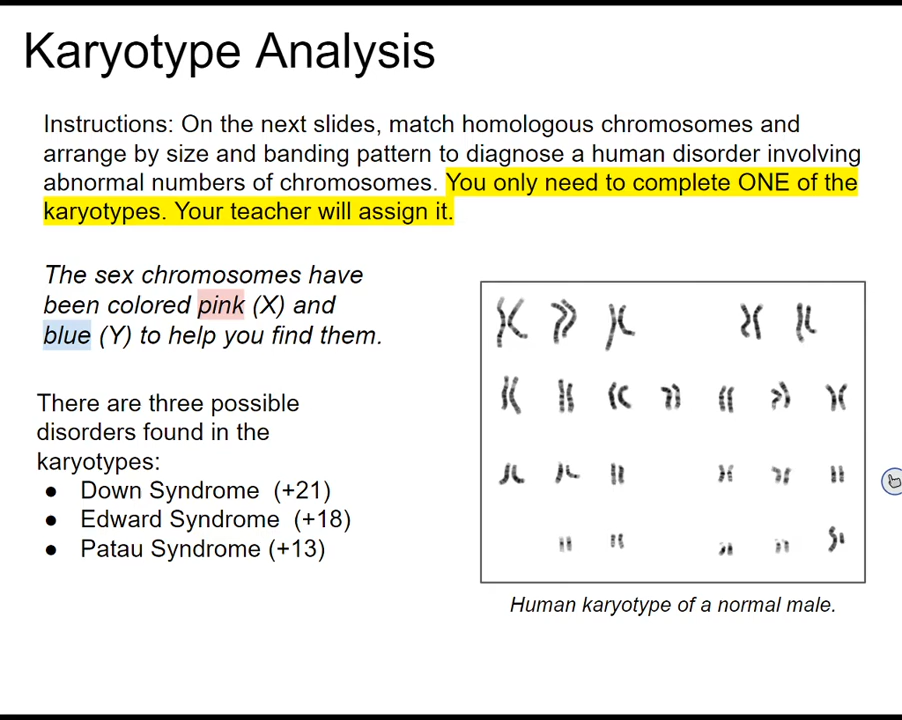 Karyotype Analysis
Instructions: On the next slides, match homologous chromosomes and
arrange by size and banding pattern to diagnose a human disorder involving
abnormal numbers of chromosomes. You only need to complete ONE of the
karyotypes. Your teacher will assign it.
The sex chromosomes have
been colored pink (X) and
blue (Y) to help you find them.
There are three possible
disorders found in the
karyotypes:
● Down Syndrome (+21)
● Edward Syndrome (+18)
● Patau Syndrome (+13)
Human karyotype of a normal male.